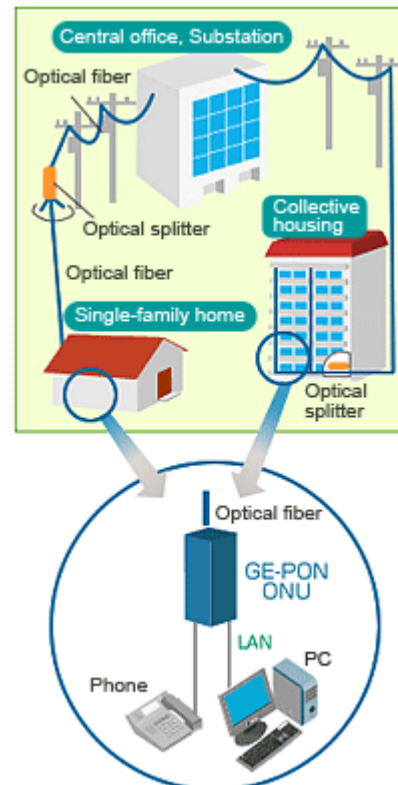 Central office, Substation
Optical fiber
Optical splitter
Collective
housing
Optical fiber
Single-family home
Optical
splitter
Optical fiber
GE-PON
ONU
LAN
PC
Phone